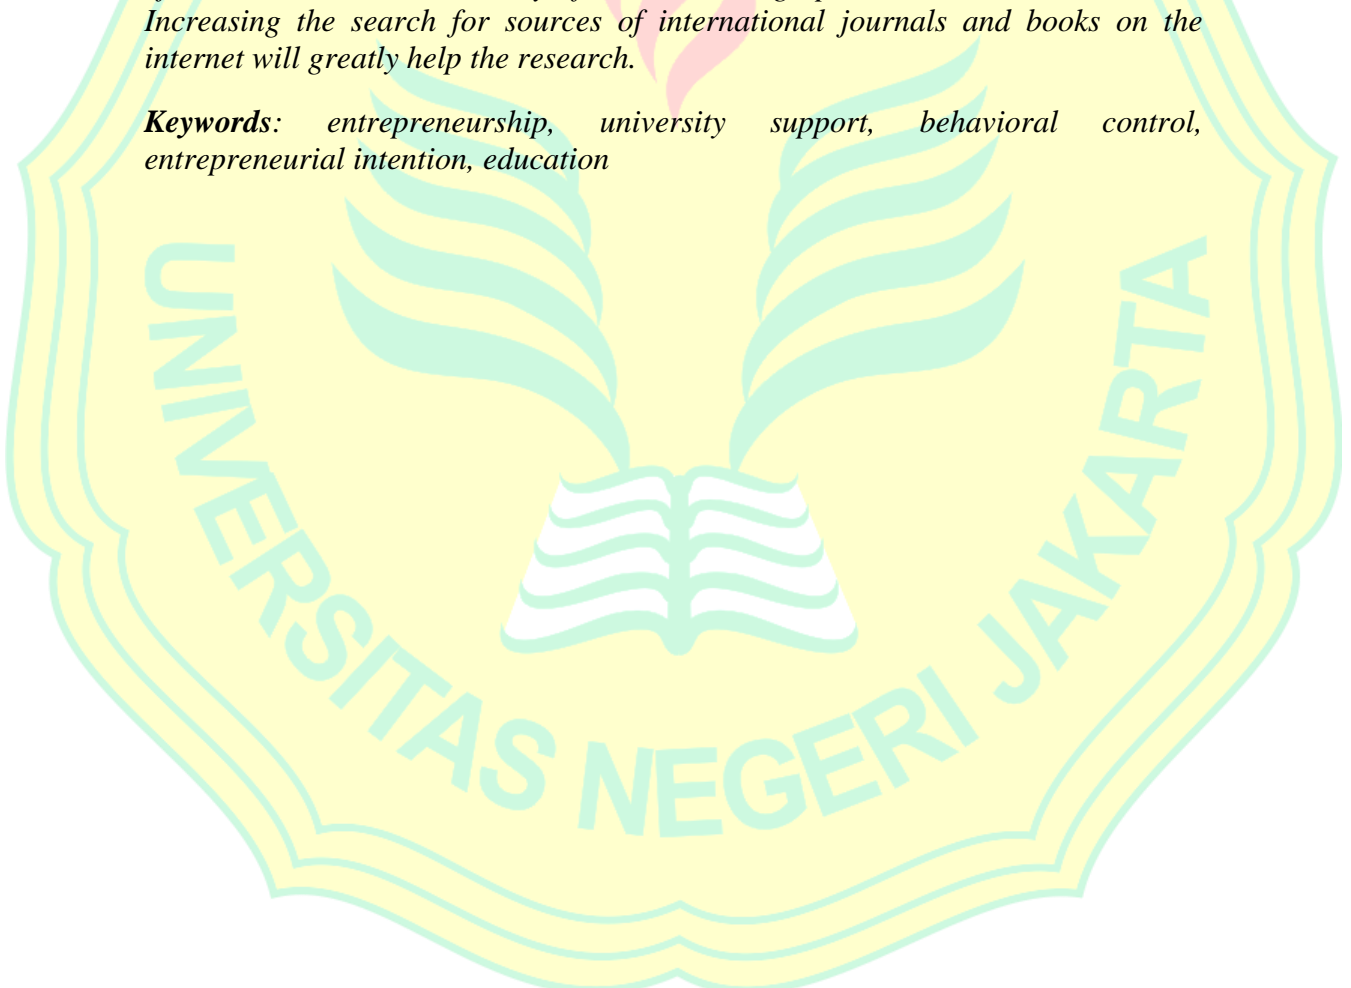 Increasing the search for sources of international journals and books on the
internet will greatly help the research.
Keywords: entrepreneurship, university support, behavioral control,
entrepreneurial intention, education
UNIVERSITAS NEGERI JAKARTA